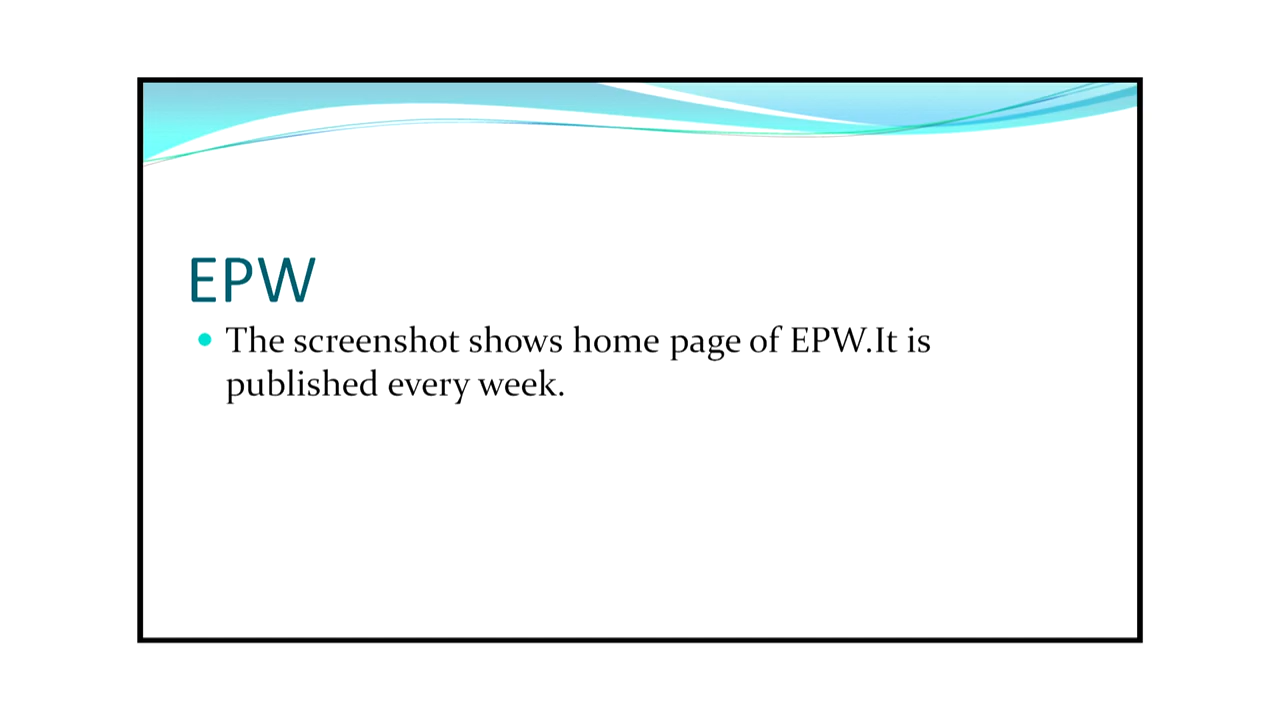 EPW
• The screenshot shows home page of EPW.It is
published every week.